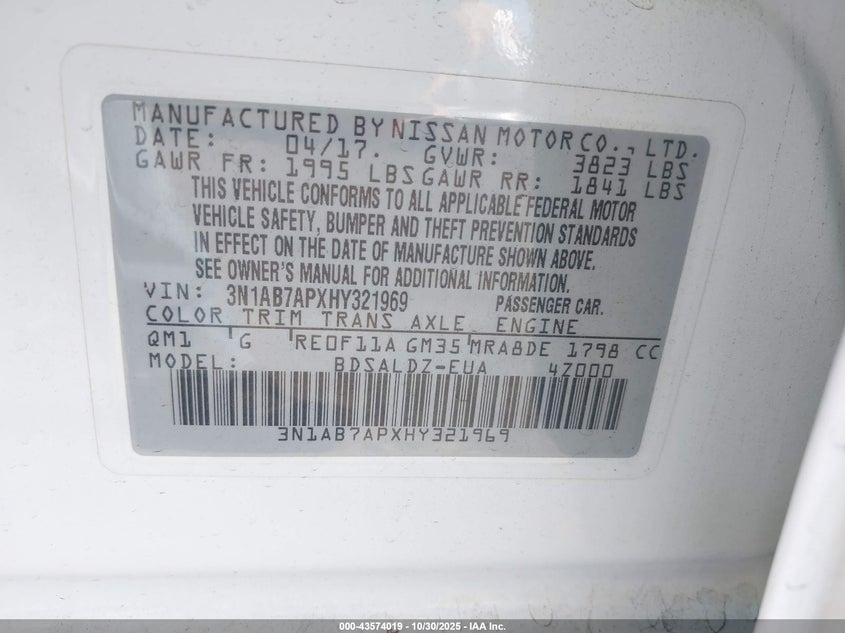 MANUFACTURED BY NISSAN MOTOR CO., LTD.
DATE: 04/17. GVWR: 3823 LBS
GAWR FR: 1995 LBS GAWR RR: 1841 LBS
THIS VEHICLE CONFORMS TO ALL APPLICABLE FEDERAL MOTOR
VEHICLE SAFETY, BUMPER AND THEFT PREVENTION STANDARDS
IN EFFECT ON THE DATE OF MANUFACTURE SHOWN ABOVE.
SEE OWNER'S MANUAL FOR ADDITIONAL INFORMATION.
VIN: 3N1AB7APXHY321969 PASSENGER CAR.
COLOR TRIM TRANS AXLE ENGINE
QM1 G RE0F11A GM35 MRA8DE 1798 CC
MODEL: BDSALDZ-EUA 4Z000
3N1AB7APXHY321969
000-43574019 - 10/30/2025 - IAA Inc.